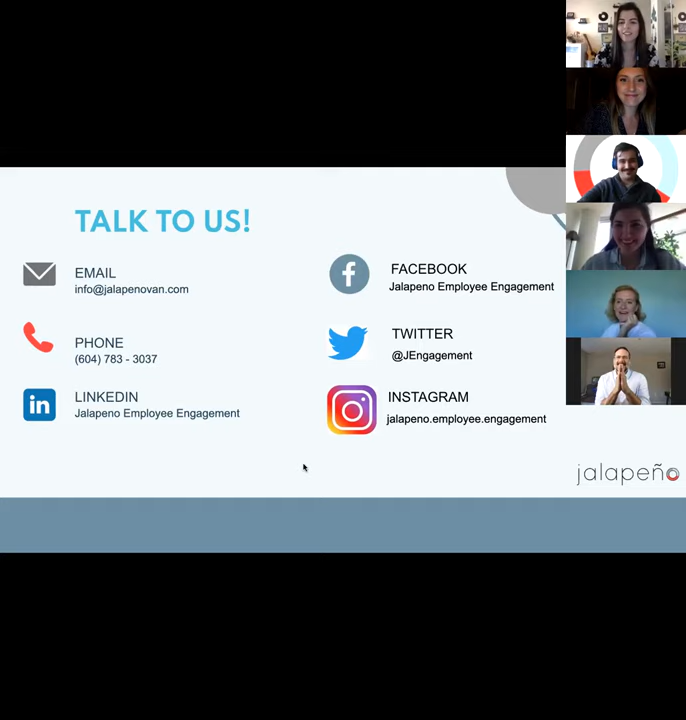 TALK TO US!
EMAIL
info@jalapenovan.com
PHONE
(604) 783 - 3037
LINKEDIN
Jalapeno Employee Engagement
FACEBOOK
Jalapeno Employee Engagement
TWITTER
@JEngagement
INSTAGRAM
jalapeno.employee.engagement
jalapeño